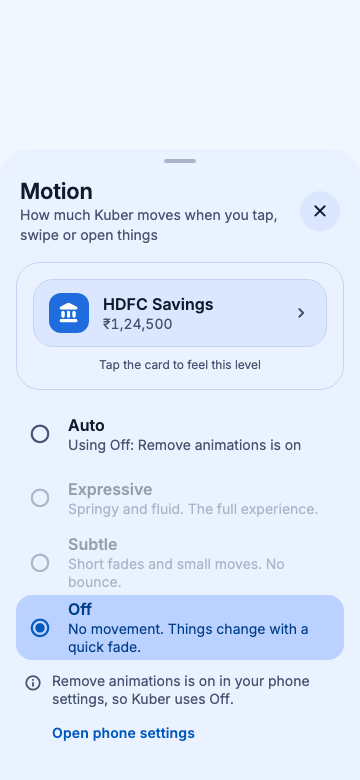 Motion
How much Kuber moves when you tap,
swipe or open things
HDFC Savings
₹1,24,500
Tap the card to feel this level
Auto
Using Off: Remove animations is on
Expressive
Springy and fluid. The full experience.
Subtle
Short fades and small moves. No
bounce.
Off
No movement. Things change with a
quick fade.
Remove animations is on in your phone
settings, so Kuber uses Off.
Open phone settings